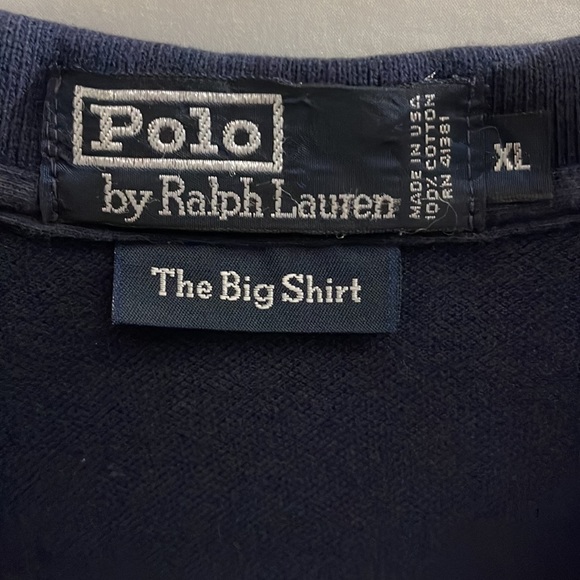 Polo
by Ralph Lauren
MADE IN USA
100% COTTON
RN 41381
XL
The Big Shirt